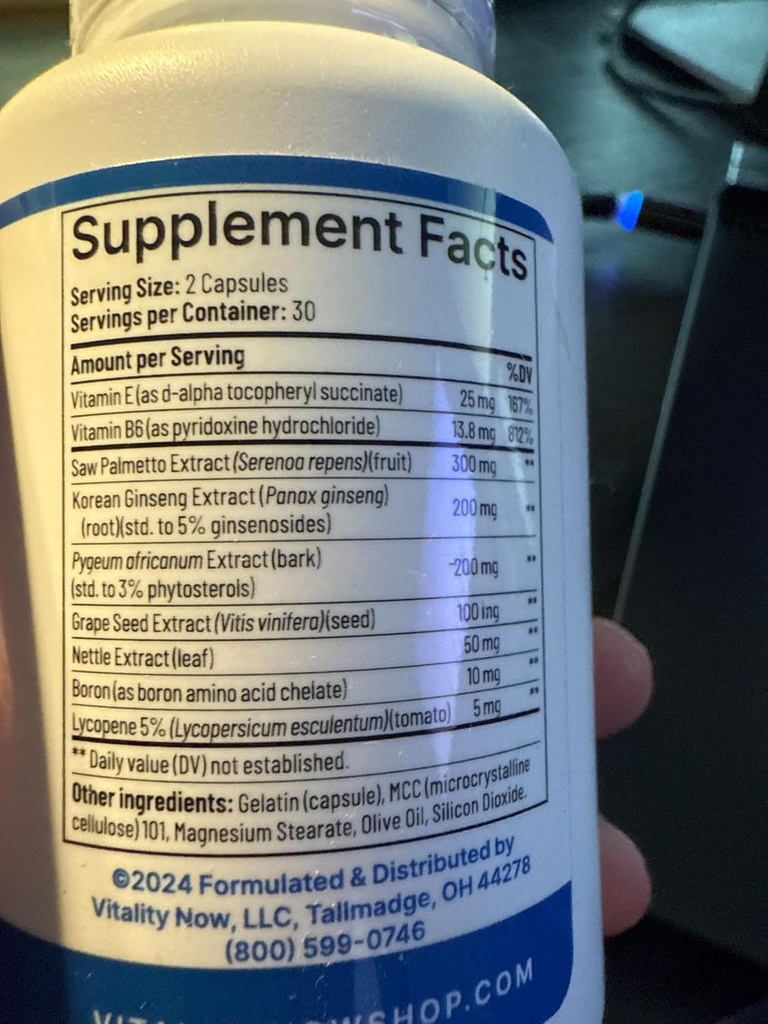 Supplement Facts
Serving Size: 2 Capsules
Servings per Container: 30
Amount per Serving %DV
Vitamin E (as d-alpha tocopheryl succinate) 25 mg 167%
Vitamin B6 (as pyridoxine hydrochloride) 13.8 mg 812%
Saw Palmetto Extract (Serenoa repens)(fruit) 300 mg **
Korean Ginseng Extract (Panax ginseng) 200 mg **
(root)(std. to 5% ginsenosides)
Pygeum africanum Extract (bark) 200 mg **
(std. to 3% phytosterols)
Grape Seed Extract (Vitis vinifera)(seed) 100 mg **
Nettle Extract (leaf) 50 mg **
Boron (as boron amino acid chelate) 10 mg **
Lycopene 5% (Lycopersicum esculentum)(tomato) 5 mg **
** Daily value (DV) not established.
Other ingredients: Gelatin (capsule), MCC (microcrystalline
cellulose) 101, Magnesium Stearate, Olive Oil, Silicon Dioxide.
©2024 Formulated & Distributed by
Vitality Now, LLC, Tallmadge, OH 44278
(800) 599-0746